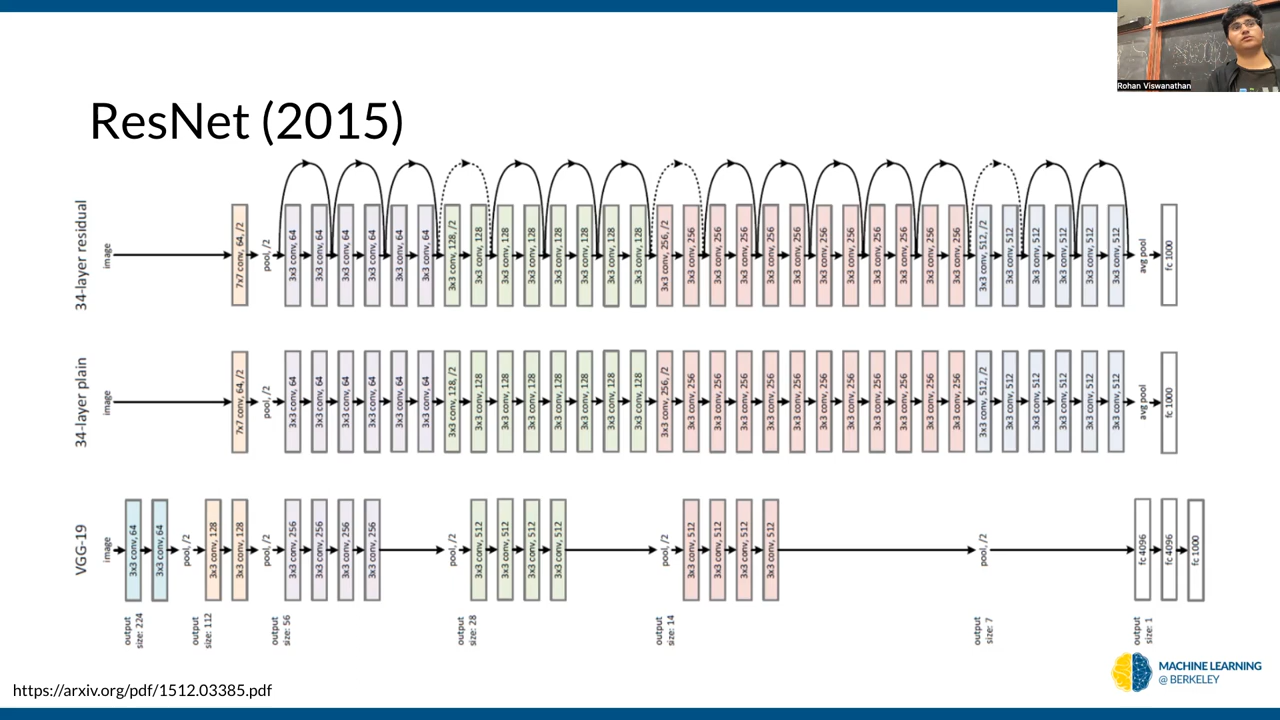 Rohan Viswanathan
ResNet (2015)
34-layer residual
image
7x7 conv, 64, /2
pool, /2
3x3 conv, 64
3x3 conv, 64
3x3 conv, 64
3x3 conv, 64
3x3 conv, 64
3x3 conv, 64
3x3 conv, 128, /2
3x3 conv, 128
3x3 conv, 128
3x3 conv, 128
3x3 conv, 128
3x3 conv, 128
3x3 conv, 128
3x3 conv, 128
3x3 conv, 256, /2
3x3 conv, 256
3x3 conv, 256
3x3 conv, 256
3x3 conv, 256
3x3 conv, 256
3x3 conv, 256
3x3 conv, 256
3x3 conv, 256
3x3 conv, 256
3x3 conv, 256
3x3 conv, 256
3x3 conv, 512, /2
3x3 conv, 512
3x3 conv, 512
3x3 conv, 512
3x3 conv, 512
3x3 conv, 512
avg pool
fc 1000
34-layer plain
image
7x7 conv, 64, /2
pool, /2
3x3 conv, 64
3x3 conv, 64
3x3 conv, 64
3x3 conv, 64
3x3 conv, 64
3x3 conv, 64
3x3 conv, 128, /2
3x3 conv, 128
3x3 conv, 128
3x3 conv, 128
3x3 conv, 128
3x3 conv, 128
3x3 conv, 128
3x3 conv, 128
3x3 conv, 256, /2
3x3 conv, 256
3x3 conv, 256
3x3 conv, 256
3x3 conv, 256
3x3 conv, 256
3x3 conv, 256
3x3 conv, 256
3x3 conv, 256
3x3 conv, 256
3x3 conv, 256
3x3 conv, 256
3x3 conv, 512, /2
3x3 conv, 512
3x3 conv, 512
3x3 conv, 512
3x3 conv, 512
3x3 conv, 512
avg pool
fc 1000
VGG-19
image
3x3 conv, 64
3x3 conv, 64
pool, /2
3x3 conv, 128
3x3 conv, 128
pool, /2
3x3 conv, 256
3x3 conv, 256
3x3 conv, 256
3x3 conv, 256
pool, /2
3x3 conv, 512
3x3 conv, 512
3x3 conv, 512
3x3 conv, 512
pool, /2
3x3 conv, 512
3x3 conv, 512
3x3 conv, 512
3x3 conv, 512
pool, /2
fc 4096
fc 4096
fc 1000
output
size: 224
output
size: 112
output
size: 56
output
size: 28
output
size: 14
output
size: 7
output
size: 1
MACHINE LEARNING
@ BERKELEY
https://arxiv.org/pdf/1512.03385.pdf